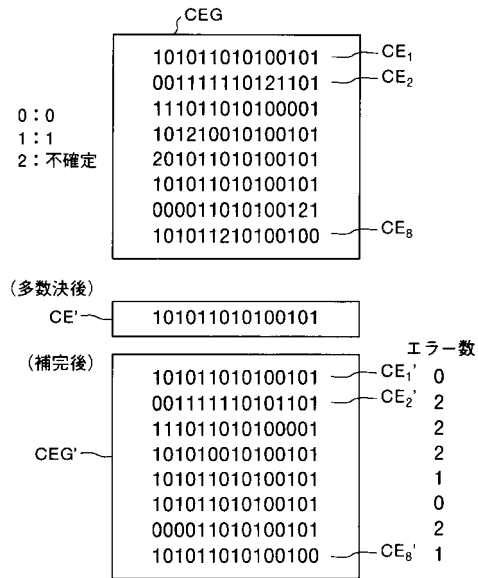 CEG
101011010100101 CE1
001111110121101 CE2
111011010100001
101210010100101
201011010100101
101011010100101
000011010100121
101011210100100 CE8
0:0
1:1
2:不確定
(多数決後)
CE' 101011010100101
(補完後)
エラー数
101011010100101 CE1' 0
001111110101101 CE2' 2
111011010100001 2
101010010100101 2
101011010100101 1
101011010100101 0
000011010100101 2
101011010100100 CE8' 1
CEG'